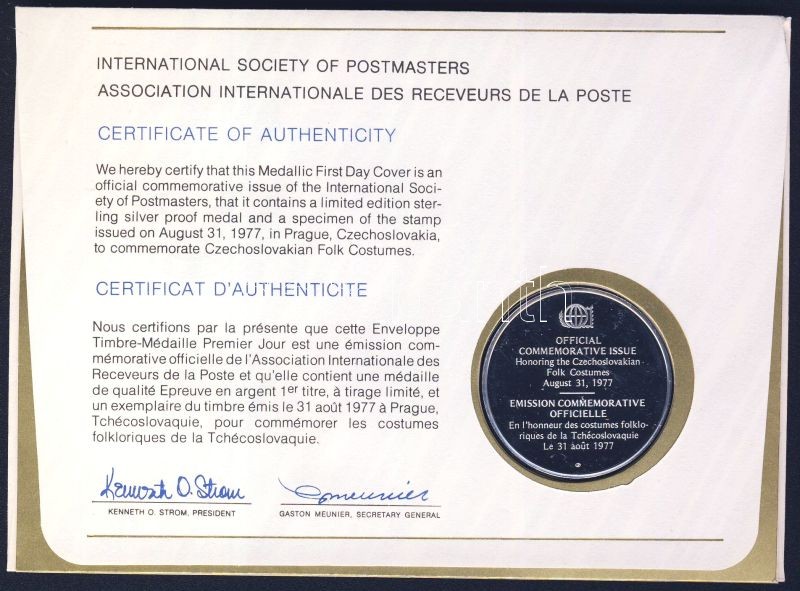 INTERNATIONAL SOCIETY OF POSTMASTERS
ASSOCIATION INTERNATIONALE DES RECEVEURS DE LA POSTE
CERTIFICATE OF AUTHENTICITY
We hereby certify that this Medallic First Day Cover is an
official commemorative issue of the International Soci-
ety of Postmasters, that it contains a limited edition ster-
ling silver proof medal and a specimen of the stamp
issued on August 31, 1977, in Prague, Czechoslovakia,
to commemorate Czechoslovakian Folk Costumes.
CERTIFICAT D'AUTHENTICITE
Nous certifions par la présente que cette Enveloppe
Timbre-Médaille Premier Jour est une émission com-
mémorative officielle de l'Association Internationale des
Receveurs de la Poste et qu'elle contient une médaille
de qualité Epreuve en argent 1er titre, à tirage limité, et
un exemplaire du timbre émis le 31 août 1977 à Prague,
Tchécoslovaquie, pour commémorer les costumes
folkloriques de la Tchécoslovaquie.
Kenneth O. Strom
KENNETH O. STROM, PRESIDENT
GMeunier
GASTON MEUNIER, SECRETARY GENERAL
OFFICIAL
COMMEMORATIVE ISSUE
Honoring the Czechoslovakian
Folk Costumes
August 31, 1977
EMISSION COMMEMORATIVE
OFFICIELLE
En l'honneur des costumes folklo-
riques de la Tchécoslovaquie
Le 31 août 1977